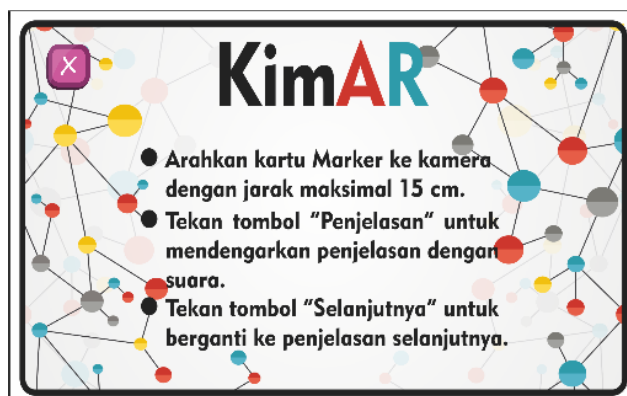 X
KimAR
● Arahkan kartu Marker ke kamera
dengan jarak maksimal 15 cm.
● Tekan tombol “Penjelasan“ untuk
mendengarkan penjelasan dengan
suara.
● Tekan tombol “Selanjutnya” untuk
berganti ke penjelasan selanjutnya.